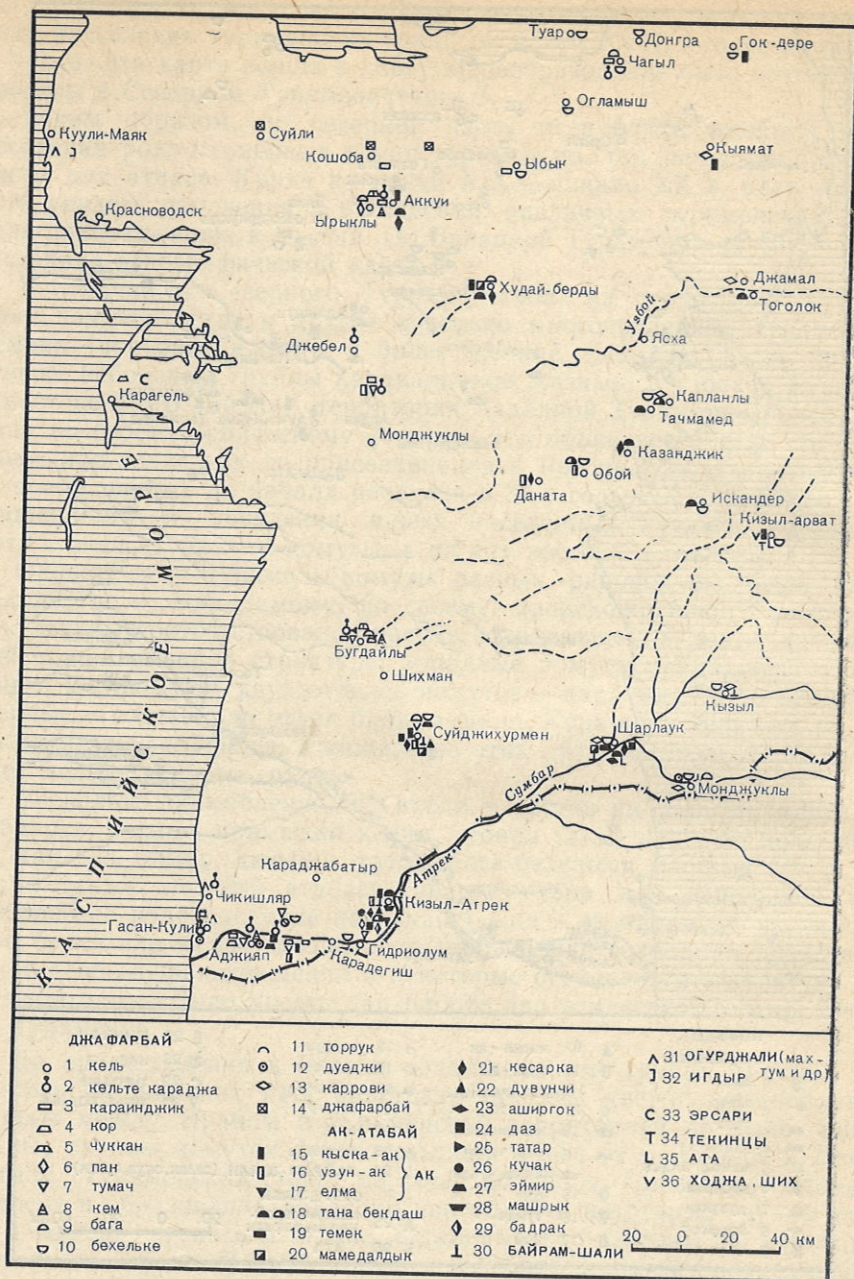 Туар
Донгра
Гок-дере
Чагыл
Огламыш
Куули-Маяк
Суйли
Кошоба
Ыбык
Кыямат
Красноводск
Аккуи
Ырыклы
Худай-берды
Джамал
Тоголок
Узбой
Ясха
Джебел
Карагель
Капланлы
Тачмамед
Монджуклы
Казанджик
Обой
Даната
Искандер
Кизыл-арват
Бугдайлы
Шихман
Кызыл
Суйджихурмен
Шарлаук
Сумбар
Монджуклы
КАСПИЙСКОЕ МОРЕ
Караджабатыр
Атрек
Чикишляр
Кизыл-Атрек
Гасан-Кули
Аджияп
Карадегиш
Гидриолум
ДЖАФАРБАЙ
1 кель
2 кельте караджа
3 караинджик
4 кор
5 чуккан
6 пан
7 тумач
8 кем
9 бага
10 бехельке
11 торрук
12 дуеджи
13 каррови
14 джафарбай
АК-АТАБАЙ
15 кыска-ак
16 узун-ак
17 елма
АК
18 тана бекдаш
19 темек
20 мамедалдык
21 кесарка
22 дувунчи
23 аширгок
24 даз
25 татар
26 кучак
27 эймир
28 машрык
29 бадрак
30 БАЙРАМ-ШАЛИ
31 ОГУРДЖАЛИ (мах-
тум и др)
32 ИГДЫР
С 33 ЭРСАРИ
Т 34 ТЕКИНЦЫ
L 35 АТА
V 36 ХОДЖА, ШИХ
20 0 20 40 км